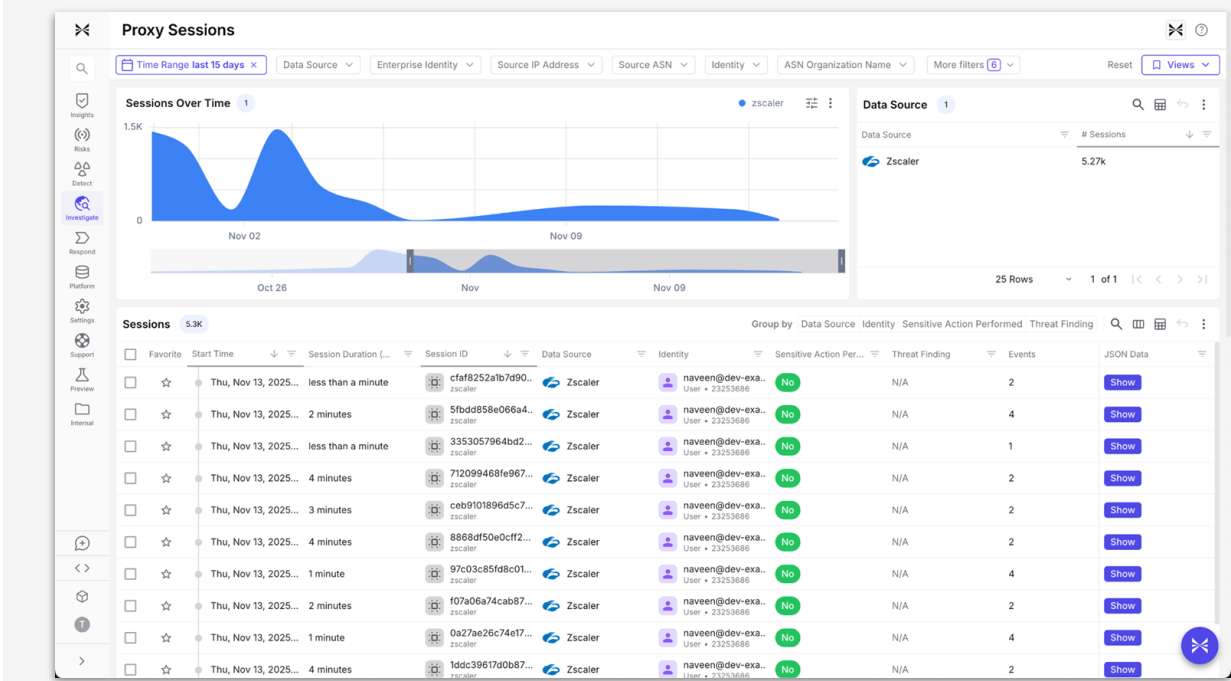 Proxy Sessions
Time Range last 15 days × Data Source Enterprise Identity Source IP Address Source ASN Identity ASN Organization Name More filters 6 Reset Views
Insights
Risks
Detect
Investigate
Respond
Platform
Settings
Support
Preview
Internal
T
Sessions Over Time 1 zscaler
1.5K
0
Nov 02 Nov 09
Oct 26 Nov Nov 09
Data Source 1
Data Source # Sessions
Zscaler 5.27k
25 Rows 1 of 1
Sessions 5.3K Group by Data Source Identity Sensitive Action Performed Threat Finding
Favorite Start Time Session Duration (... Session ID Data Source Identity Sensitive Action Per... Threat Finding Events JSON Data
Thu, Nov 13, 2025... less than a minute cfaf8252a1b7d90.. Zscaler naveen@dev-exa.. No N/A 2 Show
zscaler User • 23253686
Thu, Nov 13, 2025... 2 minutes 5fbdd858e066a4.. Zscaler naveen@dev-exa.. No N/A 4 Show
zscaler User • 23253686
Thu, Nov 13, 2025... less than a minute 3353057964bd2... Zscaler naveen@dev-exa.. No N/A 1 Show
zscaler User • 23253686
Thu, Nov 13, 2025... 4 minutes 712099468fe967... Zscaler naveen@dev-exa.. No N/A 2 Show
zscaler User • 23253686
Thu, Nov 13, 2025... 3 minutes ceb9101896d5c7... Zscaler naveen@dev-exa.. No N/A 2 Show
zscaler User • 23253686
Thu, Nov 13, 2025... 4 minutes 8868df50e0cff2... Zscaler naveen@dev-exa.. No N/A 2 Show
zscaler User • 23253686
Thu, Nov 13, 2025... 1 minute 97c03c85fd8c01... Zscaler naveen@dev-exa.. No N/A 4 Show
zscaler User • 23253686
Thu, Nov 13, 2025... 2 minutes f07a06a74cab87... Zscaler naveen@dev-exa.. No N/A 2 Show
zscaler User • 23253686
Thu, Nov 13, 2025... 1 minute 0a27ae26c74e17... Zscaler naveen@dev-exa.. No N/A 4 Show
zscaler User • 23253686
Thu, Nov 13, 2025... 4 minutes 1ddc39617d0b87... Zscaler naveen@dev-exa.. No N/A 2 Show
zscaler User • 23253686